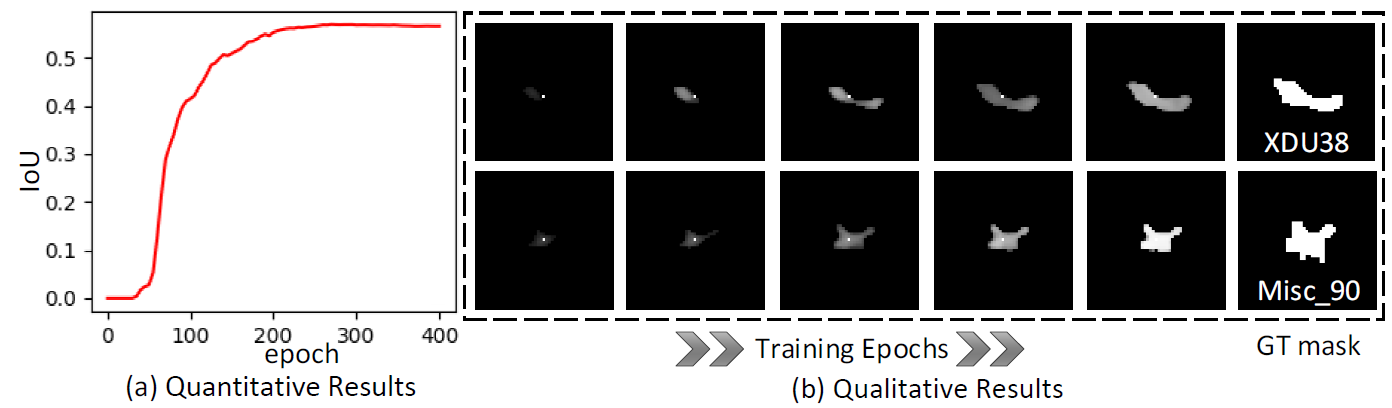 0.5
0.4
0.3
0.2
0.1
0.0
IoU
0 100 200 300 400
epoch
(a) Quantitative Results
XDU38
Misc_90
Training Epochs
GT mask
(b) Qualitative Results